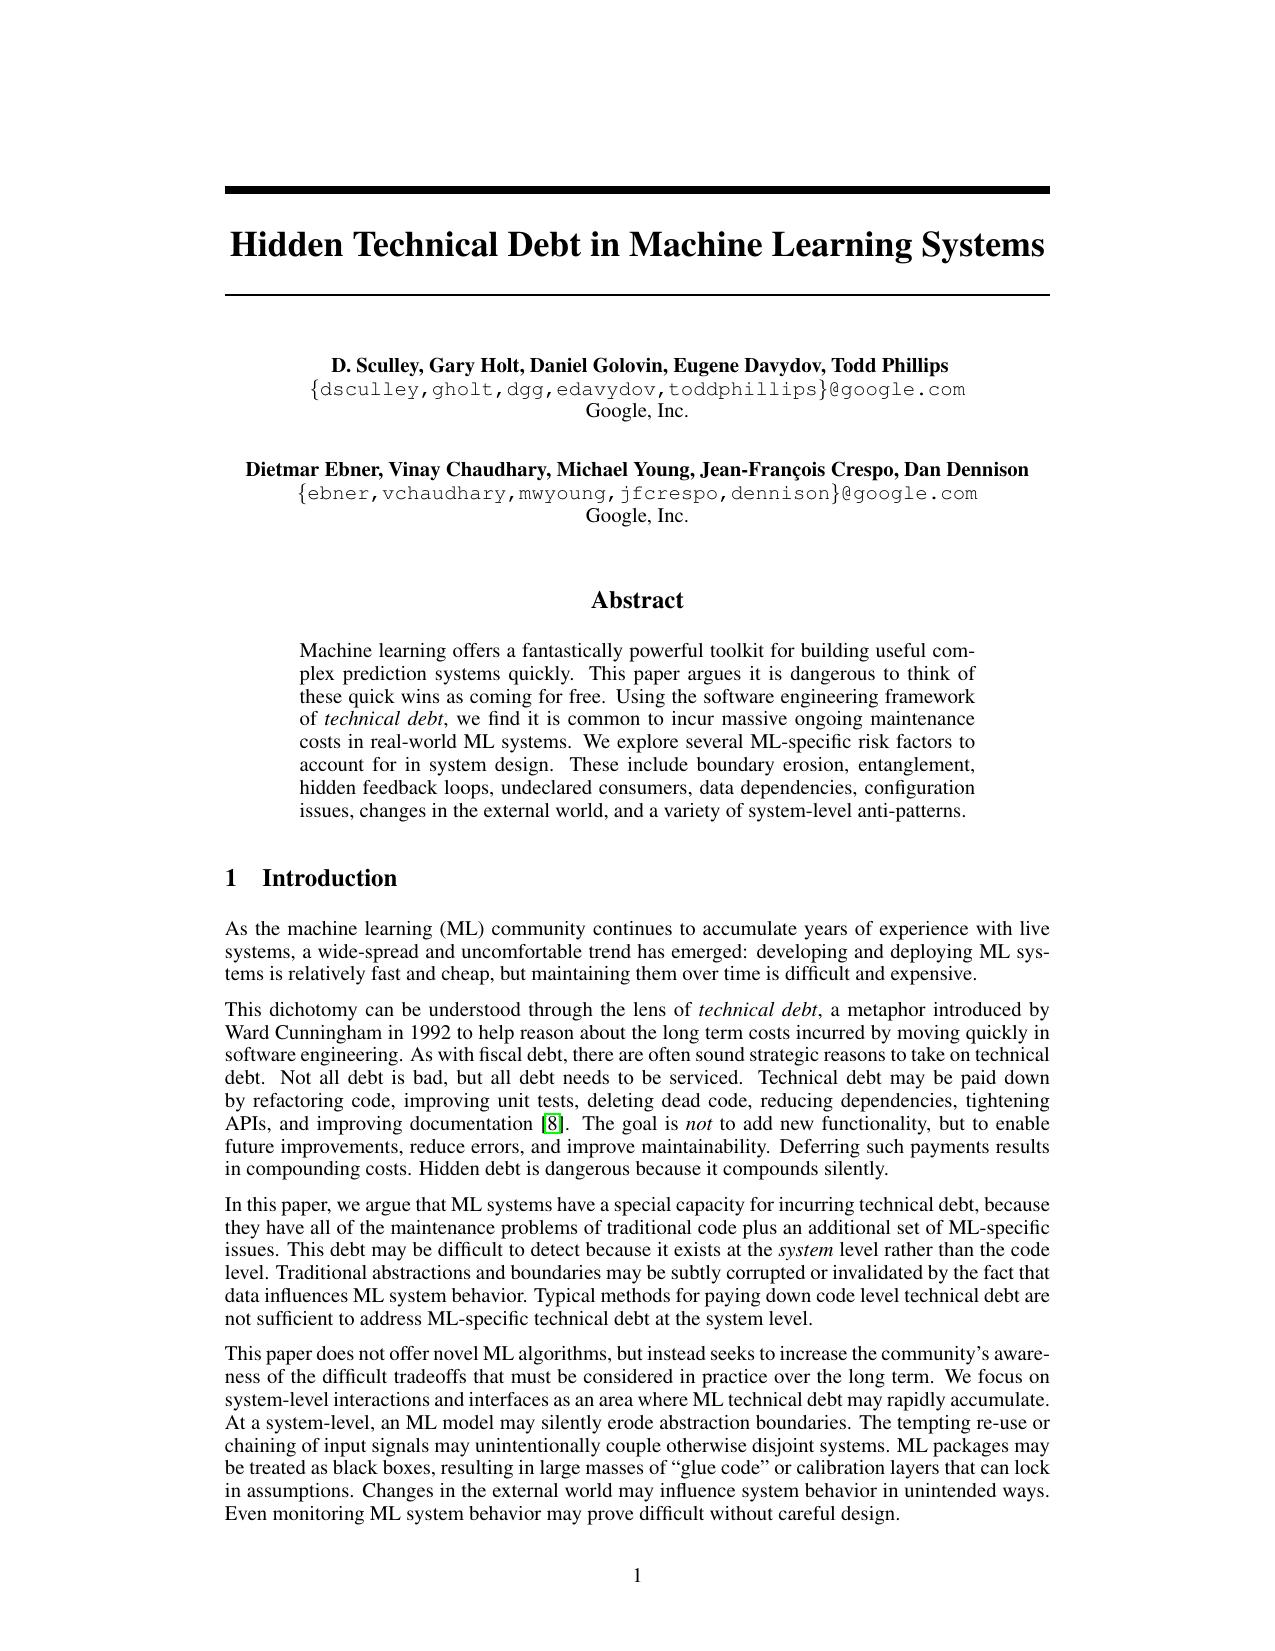 Hidden Technical Debt in Machine Learning Systems
D. Sculley, Gary Holt, Daniel Golovin, Eugene Davydov, Todd Phillips
{dsculley,gholt,dgg,edavydov,toddphillips}@google.com
Google, Inc.
Dietmar Ebner, Vinay Chaudhary, Michael Young, Jean-François Crespo, Dan Dennison
{ebner,vchaudhary,mwyoung,jfcrespo,dennison}@google.com
Google, Inc.
Abstract
Machine learning offers a fantastically powerful toolkit for building useful com-
plex prediction systems quickly. This paper argues it is dangerous to think of
these quick wins as coming for free. Using the software engineering framework
of technical debt, we find it is common to incur massive ongoing maintenance
costs in real-world ML systems. We explore several ML-specific risk factors to
account for in system design. These include boundary erosion, entanglement,
hidden feedback loops, undeclared consumers, data dependencies, configuration
issues, changes in the external world, and a variety of system-level anti-patterns.
1 Introduction
As the machine learning (ML) community continues to accumulate years of experience with live
systems, a wide-spread and uncomfortable trend has emerged: developing and deploying ML sys-
tems is relatively fast and cheap, but maintaining them over time is difficult and expensive.
This dichotomy can be understood through the lens of technical debt, a metaphor introduced by
Ward Cunningham in 1992 to help reason about the long term costs incurred by moving quickly in
software engineering. As with fiscal debt, there are often sound strategic reasons to take on technical
debt. Not all debt is bad, but all debt needs to be serviced. Technical debt may be paid down
by refactoring code, improving unit tests, deleting dead code, reducing dependencies, tightening
APIs, and improving documentation [8]. The goal is not to add new functionality, but to enable
future improvements, reduce errors, and improve maintainability. Deferring such payments results
in compounding costs. Hidden debt is dangerous because it compounds silently.
In this paper, we argue that ML systems have a special capacity for incurring technical debt, because
they have all of the maintenance problems of traditional code plus an additional set of ML-specific
issues. This debt may be difficult to detect because it exists at the system level rather than the code
level. Traditional abstractions and boundaries may be subtly corrupted or invalidated by the fact that
data influences ML system behavior. Typical methods for paying down code level technical debt are
not sufficient to address ML-specific technical debt at the system level.
This paper does not offer novel ML algorithms, but instead seeks to increase the community's aware-
ness of the difficult tradeoffs that must be considered in practice over the long term. We focus on
system-level interactions and interfaces as an area where ML technical debt may rapidly accumulate.
At a system-level, an ML model may silently erode abstraction boundaries. The tempting re-use or
chaining of input signals may unintentionally couple otherwise disjoint systems. ML packages may
be treated as black boxes, resulting in large masses of “glue code” or calibration layers that can lock
in assumptions. Changes in the external world may influence system behavior in unintended ways.
Even monitoring ML system behavior may prove difficult without careful design.
1